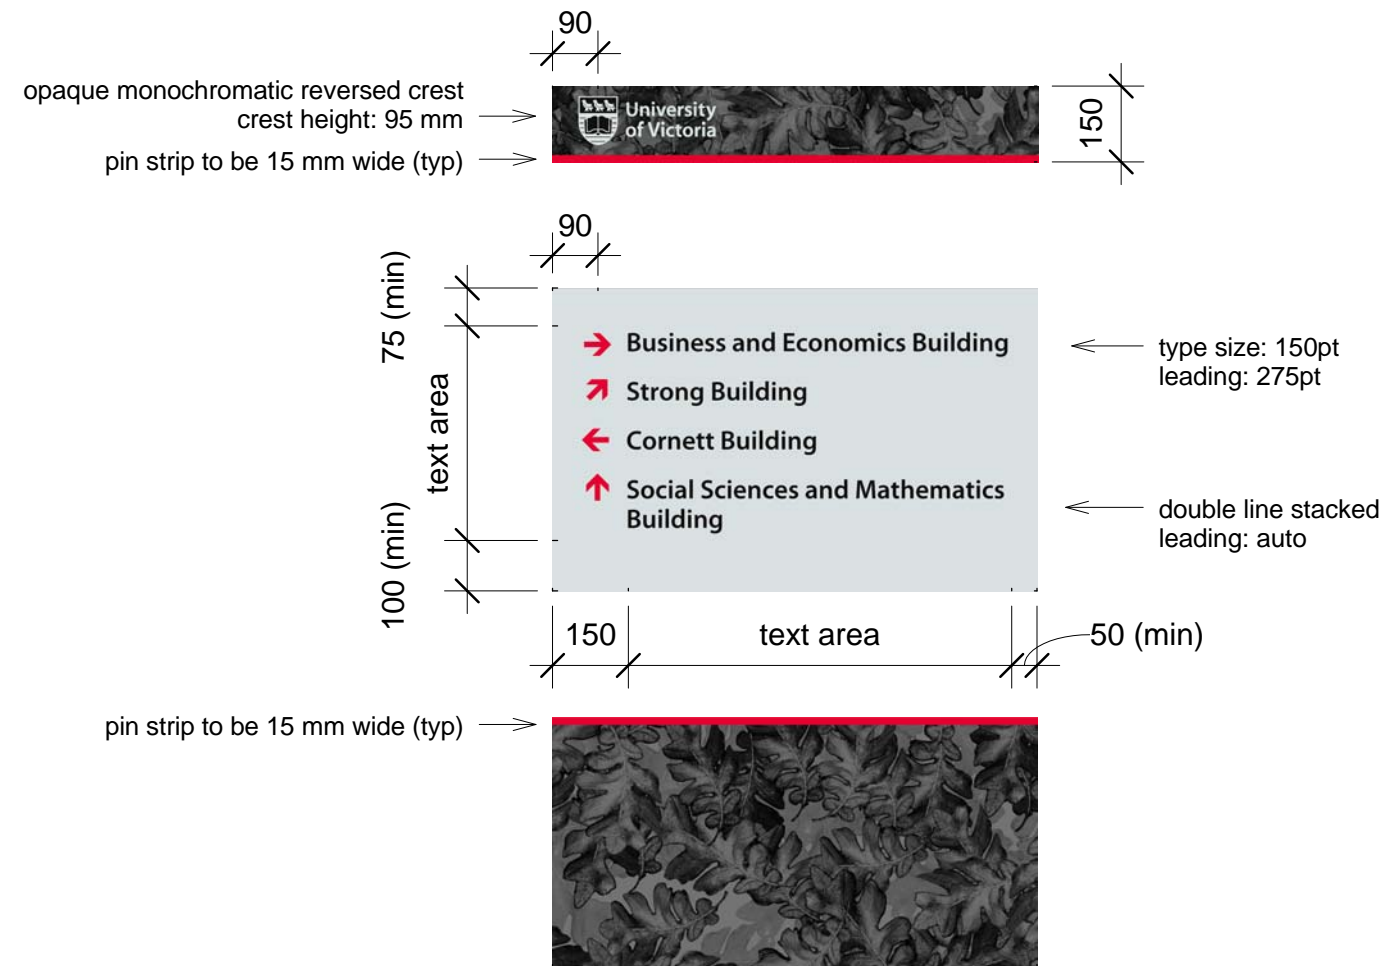 90
opaque monochromatic reversed crest
crest height: 95 mm
University
of Victoria
150
pin strip to be 15 mm wide (typ)
90
75 (min)
text area
100 (min)
Business and Economics Building
Strong Building
Cornett Building
Social Sciences and Mathematics
Building
type size: 150pt
leading: 275pt
double line stacked
leading: auto
150
text area
50 (min)
pin strip to be 15 mm wide (typ)